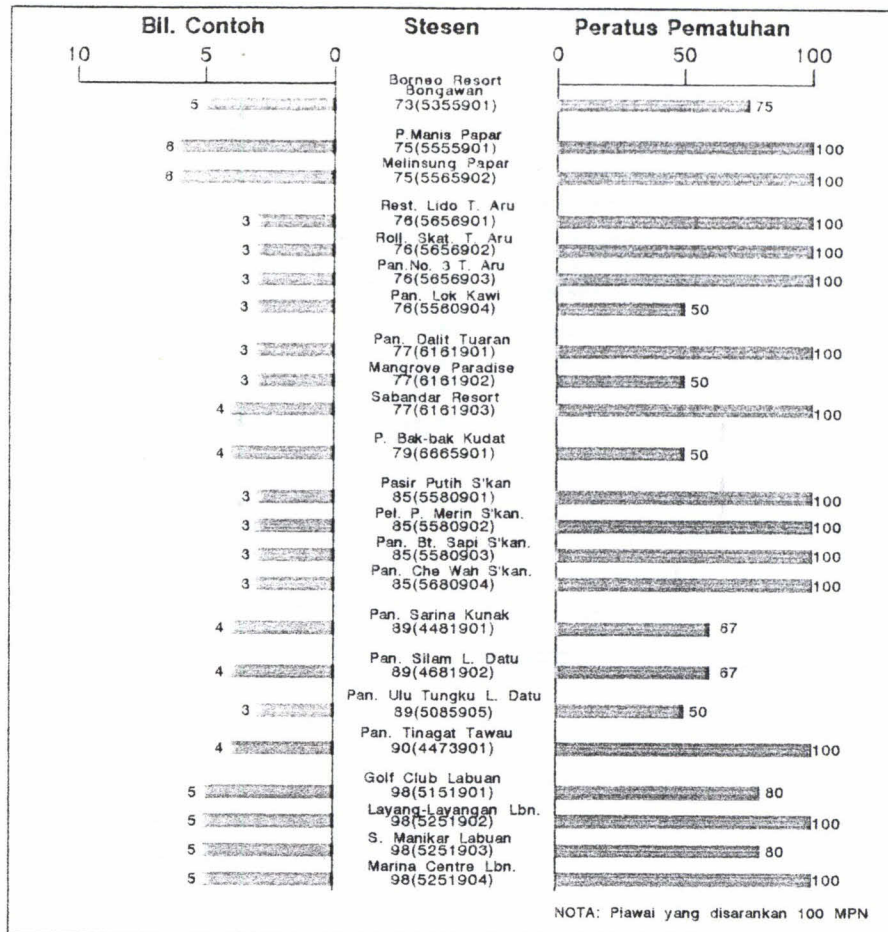 Bil. Contoh Stesen Peratus Pematuhan
10 5 0 0 50 100
Borneo Resort
Bongawan
5 73(5355901) 75
P.Manis Papar
6 75(5555901) 100
Melinsung Papar
6 75(5565902) 100
Rest. Lido T. Aru
3 76(5656901) 100
Roll. Skat. T. Aru
3 76(5656902) 100
Pan.No. 3 T. Aru
3 76(5656903) 100
Pan. Lok Kawi
3 76(5560904) 50
Pan. Dalit Tuaran
3 77(6161901) 100
Mangrove Paradise
3 77(6161902) 50
Sabandar Resort
4 77(6161903) 100
P. Bak-bak Kudat
4 79(6665901) 50
Pasir Putih S'kan
3 85(5580901) 100
Pel. P. Merin S'kan.
3 85(5580902) 100
Pan. Bt. Sapi S'kan.
3 85(5580903) 100
Pan. Che Wah S'kan.
3 85(5680904) 100
Pan. Sarina Kunak
4 89(4481901) 67
Pan. Silam L. Datu
4 89(4681902) 67
Pan. Ulu Tungku L. Datu
3 89(5085905) 50
Pan. Tinagat Tawau
4 90(4473901) 100
Golf Club Labuan
5 98(5151901) 80
Layang-Layangan Lbn.
5 98(5251902) 100
S. Manikar Labuan
5 98(5251903) 80
Marina Centre Lbn.
5 98(5251904) 100
NOTA: Piawai yang disarankan 100 MPN